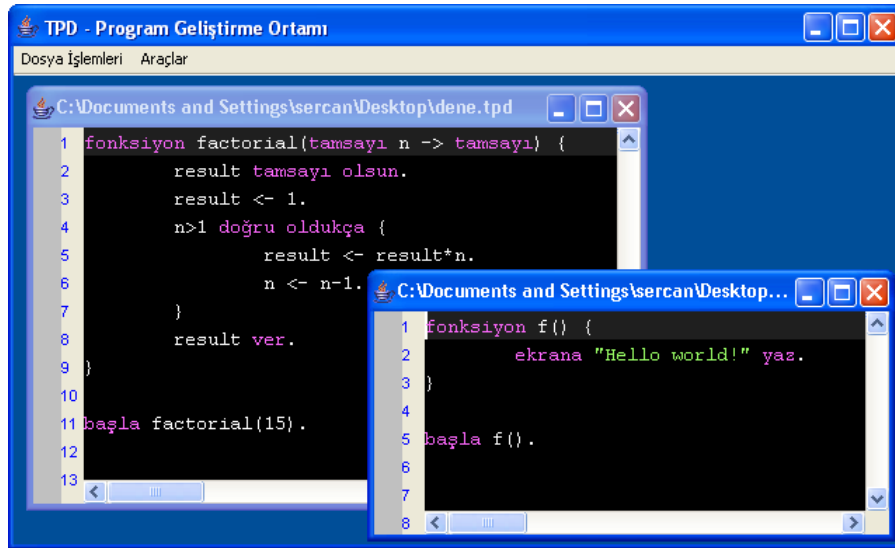 TPD - Program Geliştirme Ortamı
Dosya İşlemleri Araçlar
C:\Documents and Settings\sercan\Desktop\dene.tpd
1 fonksiyon factorial(tamsayı n -> tamsayı) {
2 result tamsayı olsun.
3 result <- 1.
4 n>1 doğru oldukça {
5 result <- result*n.
6 n <- n-1.
7 }
8 result ver.
9 }
10
11 başla factorial(15).
12
13
C:\Documents and Settings\sercan\Desktop...
1 fonksiyon f() {
2 ekrana "Hello world!" yaz.
3 }
4
5 başla f().
6
7
8